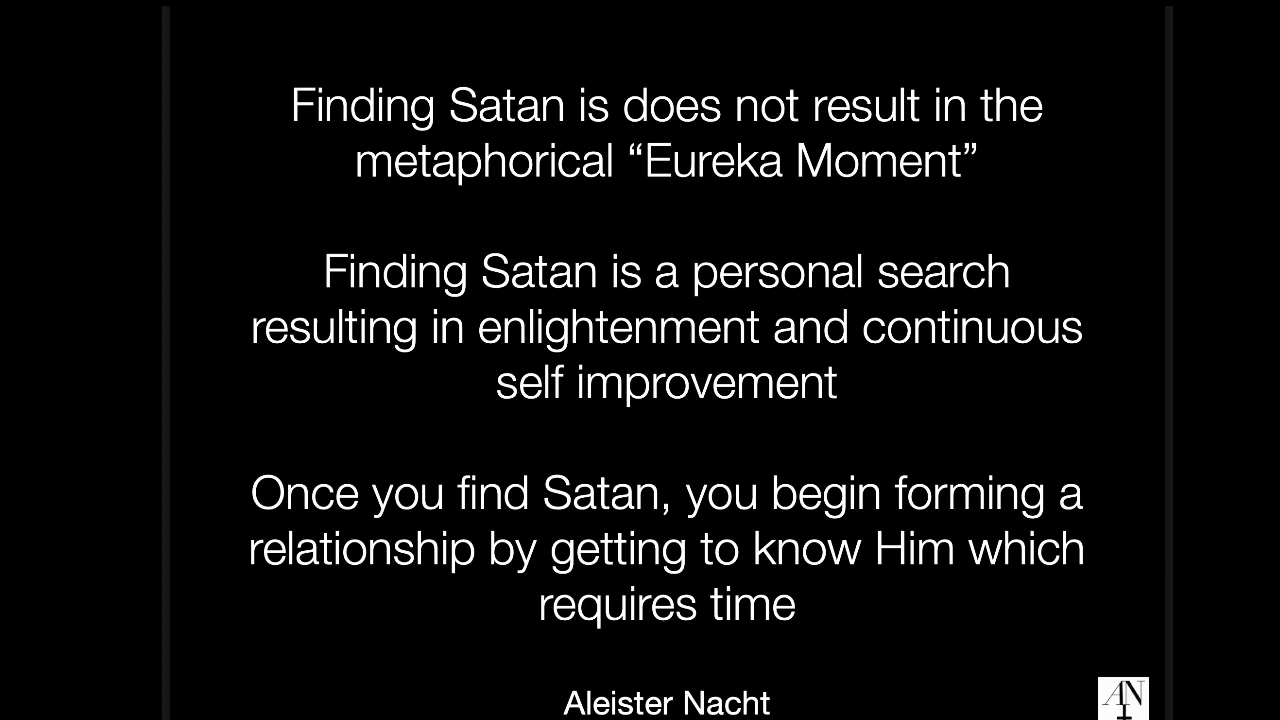 Finding Satan is does not result in the
metaphorical “Eureka Moment”
Finding Satan is a personal search
resulting in enlightenment and continuous
self improvement
Once you find Satan, you begin forming a
relationship by getting to know Him which
requires time
Aleister Nacht
AN